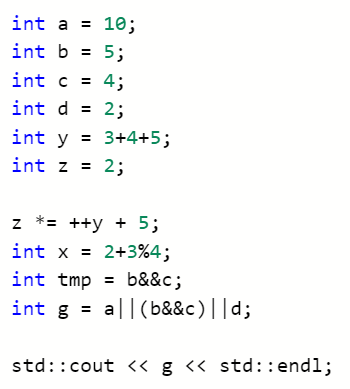 int a = 10;
int b = 5;
int c = 4;
int d = 2;
int y = 3+4+5;
int z = 2;

z *= ++y + 5;
int x = 2+3%4;
int tmp = b&&c;
int g = a||(b&&c)||d;

std::cout << g << std::endl;